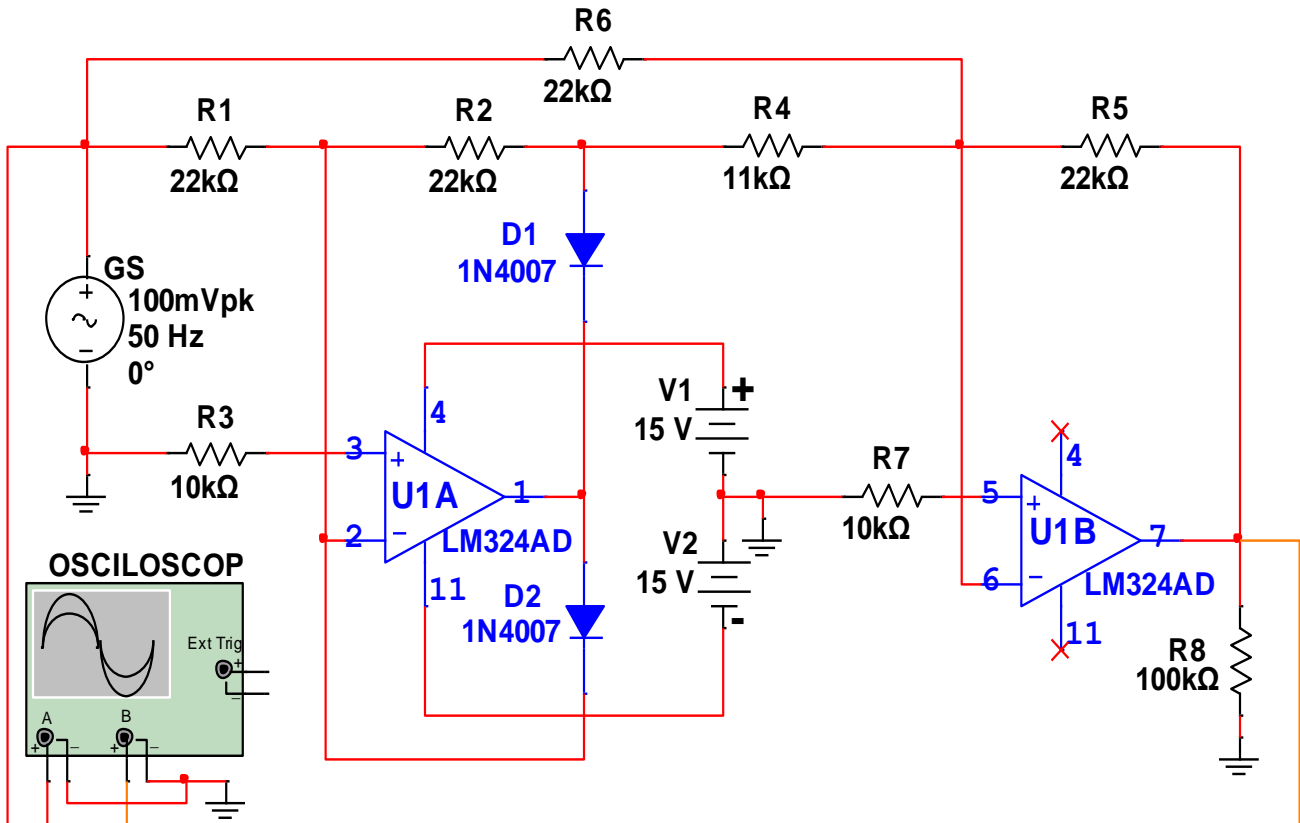 R6
22kΩ
R1
22kΩ
R2
22kΩ
R4
11kΩ
R5
22kΩ
D1
1N4007
GS
100mVpk
50 Hz
0°
+
−
V1
15 V
+
R3
10kΩ
3
4
+
U1A
1
2
−
LM324AD
11
R7
10kΩ
5
4
+
U1B
7
6
−
LM324AD
11
V2
15 V
-
OSCILOSCOP
Ext Trig
+
−
A
B
+
−
+
−
D2
1N4007
R8
100kΩ